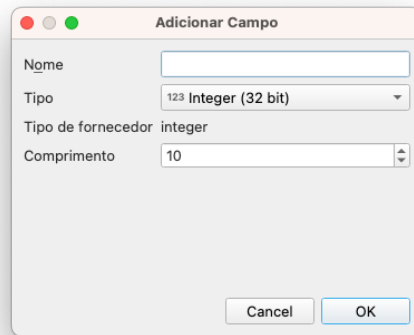 Adicionar Campo
Nome
Tipo 123 Integer (32 bit)
Tipo de fornecedor integer
Comprimento 10
Cancel OK